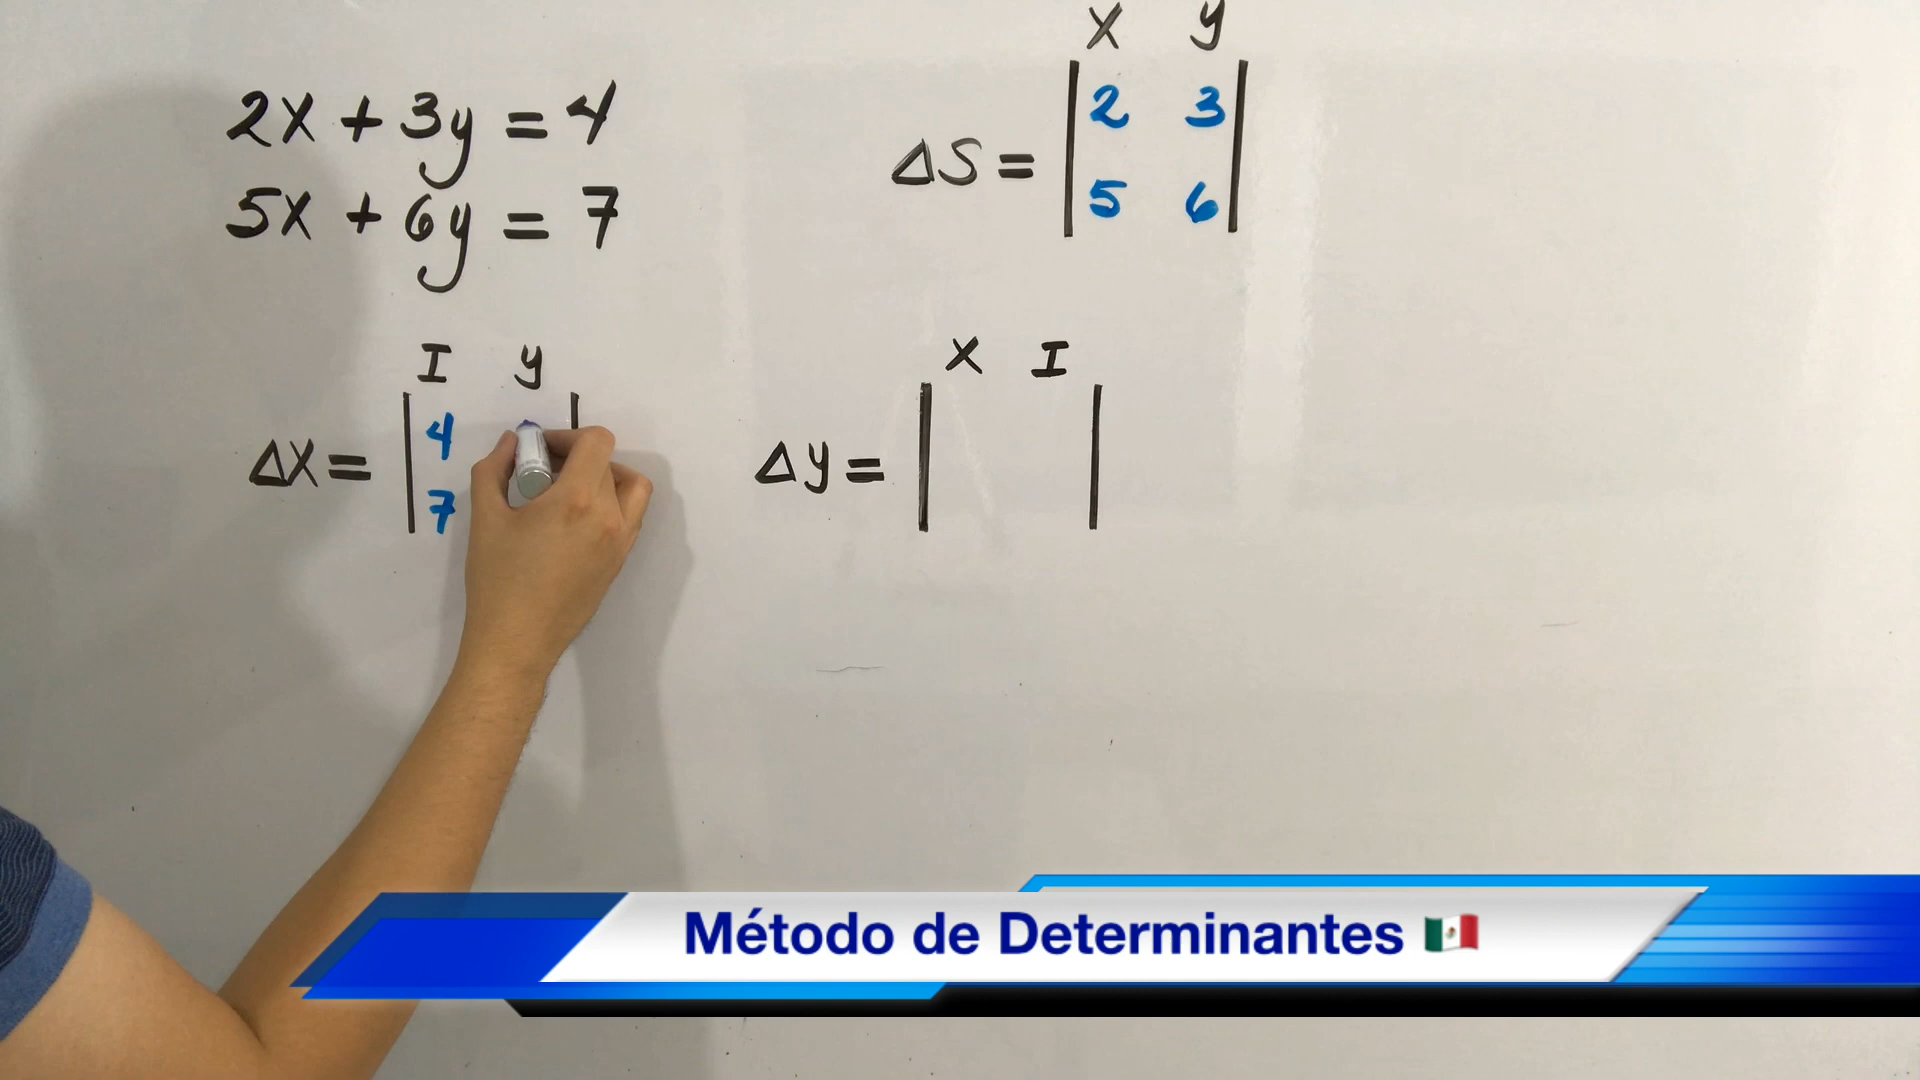 2x + 3y = 4
5x + 6y = 7
x y
ΔS = | 2 3 |
| 5 6 |
I y
Δx = | 4 |
| 7
x I
Δy = | |
Método de Determinantes 🇲🇽